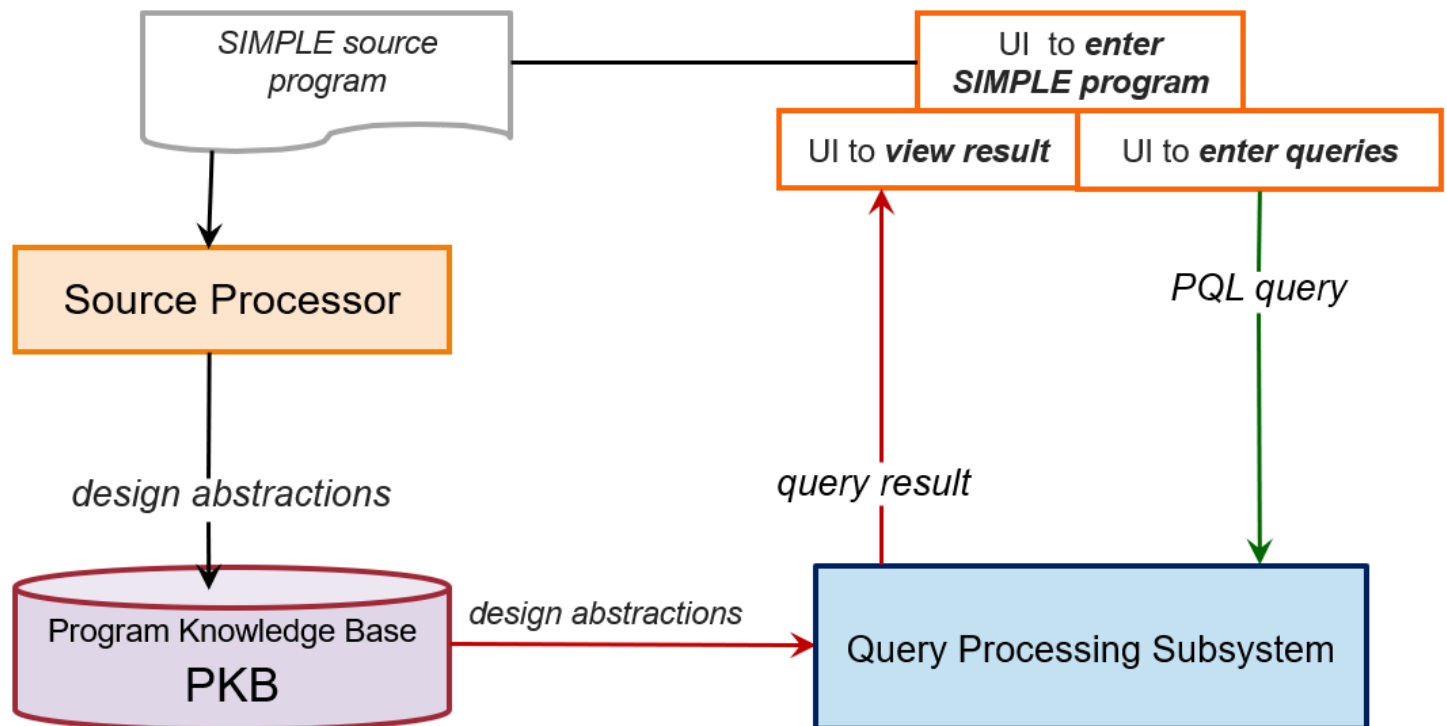 SIMPLE source
program
UI to enter
SIMPLE program
UI to view result
UI to enter queries
Source Processor
PQL query
design abstractions
query result
Program Knowledge Base
PKB
design abstractions
Query Processing Subsystem